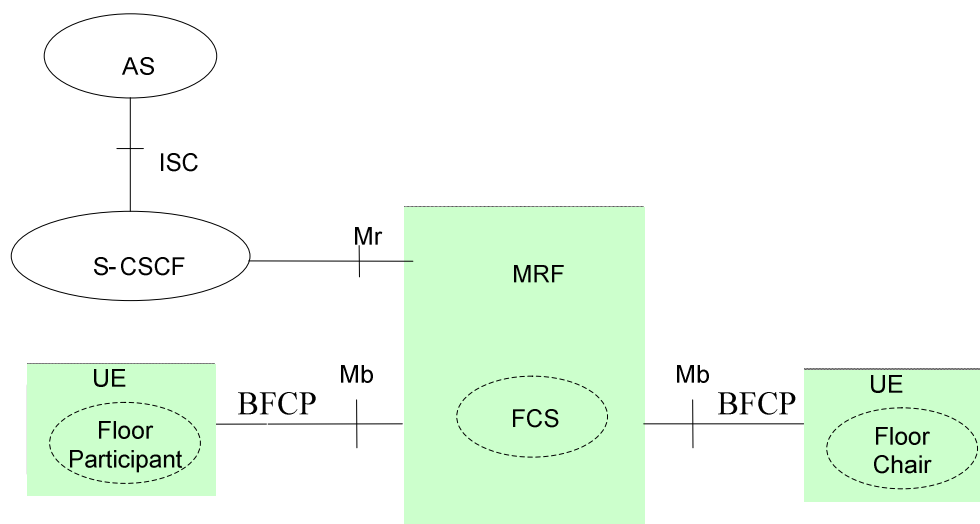 AS
ISC
Mr
S-CSCF
MRF
UE
Mb
Mb
UE
BFCP
BFCP
Floor
Participant
FCS
Floor
Chair